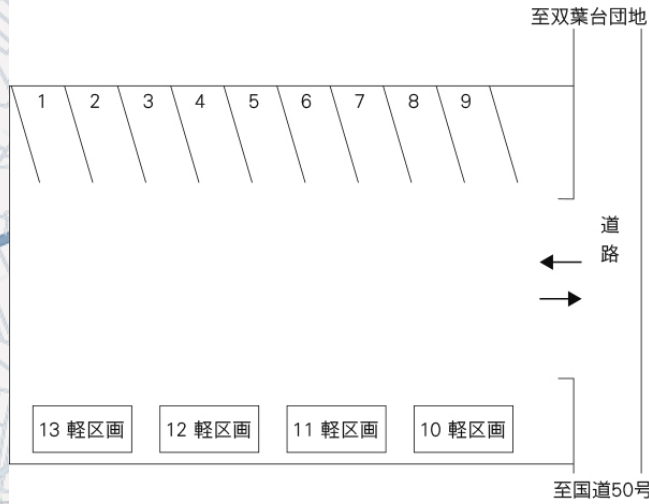 至双葉台団地
1 2 3 4 5 6 7 8 9
道
路
13 軽区画 12 軽区画 11 軽区画 10 軽区画
至国道50号